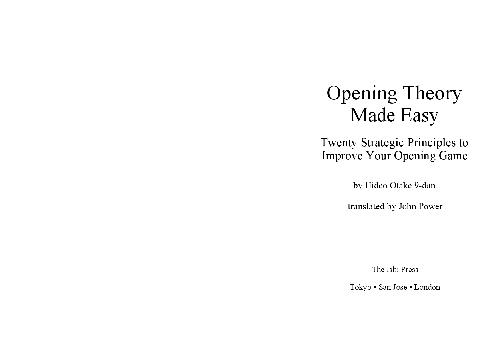 Opening Theory
Made Easy
Twenty Strategic Principles to
Improve Your Opening Game
by Hideo Otake 9-dan
translated by John Power
The Ishi Press
Tokyo • San Jose • London